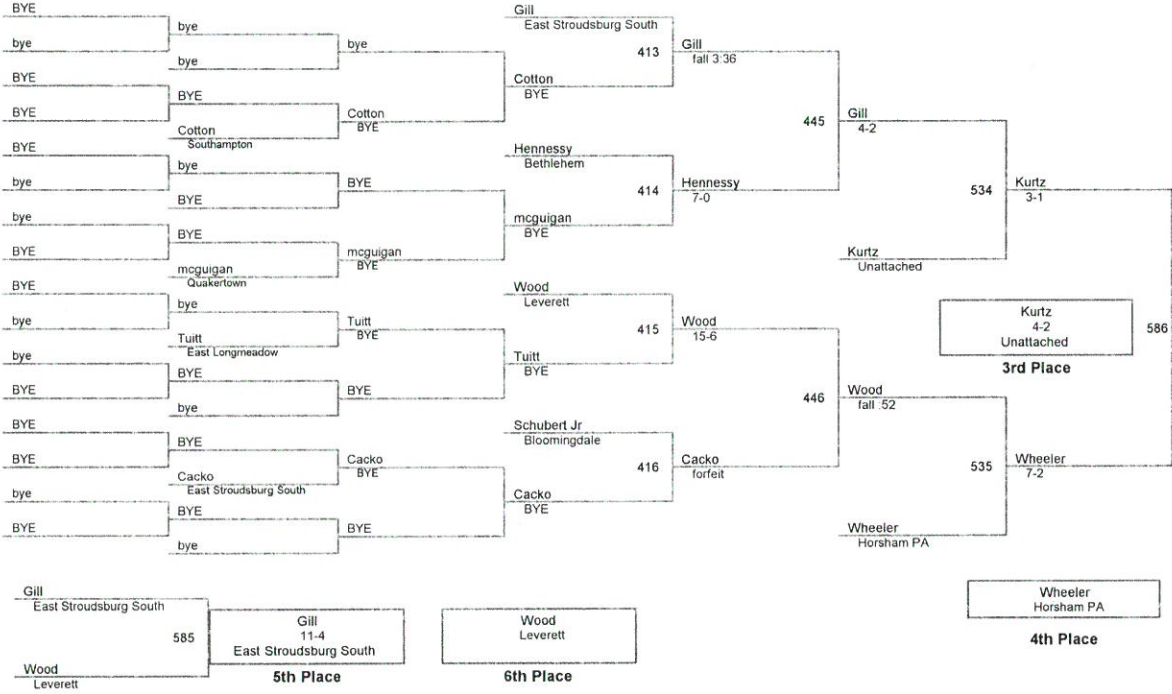 BYE
bye
BYE
BYE
BYE
bye
bye
BYE
BYE
bye
bye
BYE
BYE
BYE
bye
BYE
bye
bye
BYE
Cotton
Southampton
bye
BYE
BYE
mcguigan
Quakertown
bye
Tuitt
East Longmeadow
BYE
bye
BYE
Cacko
East Stroudsburg South
BYE
bye
bye
Cotton
BYE
BYE
mcguigan
BYE
Tuitt
BYE
BYE
Cacko
BYE
BYE
Gill
East Stroudsburg South
413
Cotton
BYE
Hennessy
Bethlehem
414
mcguigan
BYE
Wood
Leverett
415
Tuitt
BYE
Schubert Jr
Bloomingdale
416
Cacko
BYE
Gill
fall 3:36
445
Hennessy
7-0
Wood
15-6
446
Cacko
forfeit
Gill
4-2
534
Kurtz
Unattached
Wood
fall :52
535
Wheeler
Horsham PA
Kurtz
3-1
586
Wheeler
7-2
Kurtz
4-2
Unattached
3rd Place
Wheeler
Horsham PA
4th Place
Gill
East Stroudsburg South
585
Wood
Leverett
Gill
11-4
East Stroudsburg South
5th Place
Wood
Leverett
6th Place